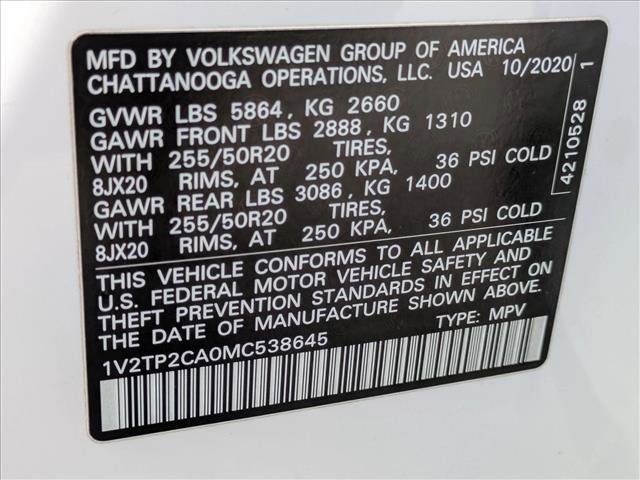 MFD BY VOLKSWAGEN GROUP OF AMERICA
CHATTANOOGA OPERATIONS, LLC. USA 10/2020
GVWR LBS 5864, KG 2660
GAWR FRONT LBS 2888, KG 1310
WITH 255/50R20 TIRES,
8JX20 RIMS, AT 250 KPA, 36 PSI COLD
GAWR REAR LBS 3086, KG 1400
WITH 255/50R20 TIRES,
8JX20 RIMS, AT 250 KPA, 36 PSI COLD
THIS VEHICLE CONFORMS TO ALL APPLICABLE
U.S. FEDERAL MOTOR VEHICLE SAFETY AND
THEFT PREVENTION STANDARDS IN EFFECT ON
THE DATE OF MANUFACTURE SHOWN ABOVE.
1V2TP2CA0MC538645 TYPE: MPV
4210528 1